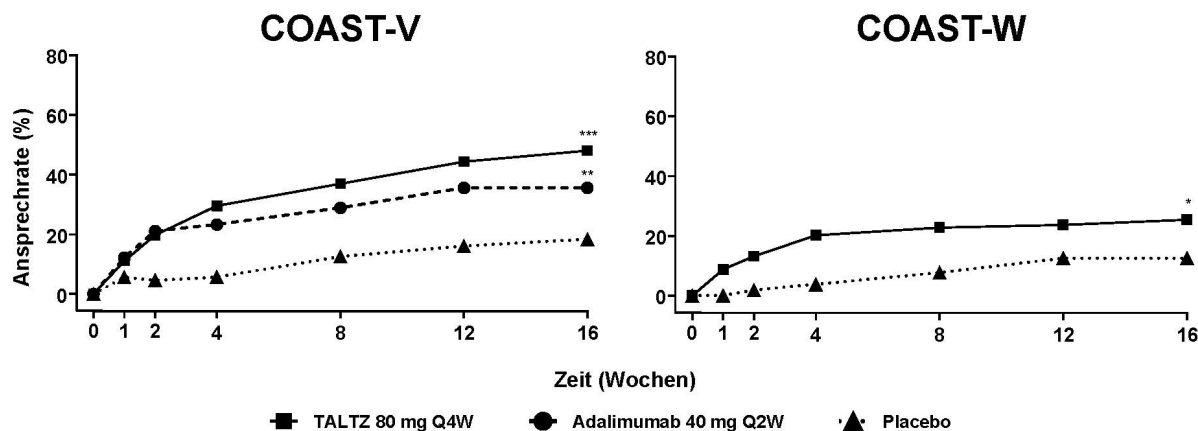 COAST-V
COAST-W
Ansprechrate (%)
80
60
40
20
0
***
**
0 1 2 4 8 12 16
80
60
40
20
0
*
0 1 2 4 8 12 16
Zeit (Wochen)
TALTZ 80 mg Q4W Adalimumab 40 mg Q2W Placebo